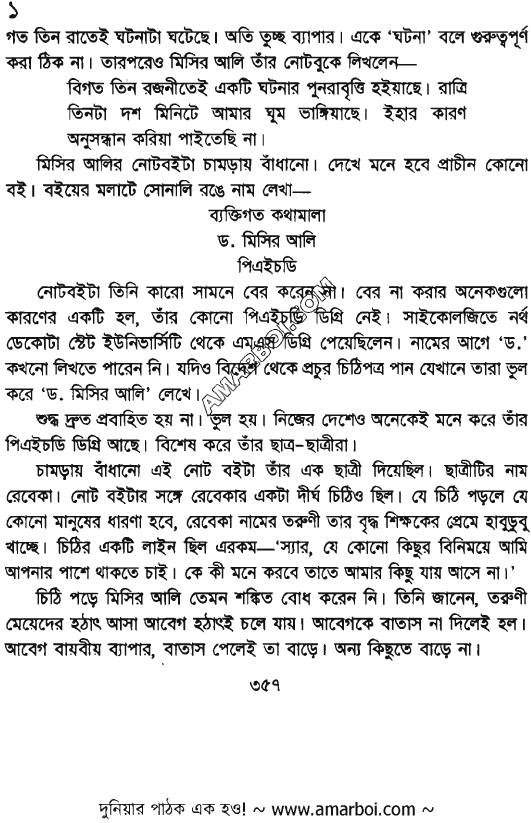 ১
গত তিন রাতেই ঘটনাটা ঘটেছে। অতি তুচ্ছ ব্যাপার। একে ‘ঘটনা’ বলে গুরুত্বপূর্ণ
করা ঠিক না। তারপরেও মিসির আলি তাঁর নোটবুকে লিখলেন—
বিগত তিন রজনীতেই একটি ঘটনার পুনরাবৃত্তি হইয়াছে। রাত্রি
তিনটা দশ মিনিটে আমার ঘুম ভাঙ্গিয়াছে। ইহার কারণ
অনুসন্ধান করিয়া পাইতেছি না।
মিসির আলির নোটবইটা চামড়ায় বাঁধানো। দেখে মনে হবে প্রাচীন কোনো
বই। বইয়ের মলাটে সোনালি রঙে নাম লেখা—
ব্যক্তিগত কথামালা
ড. মিসির আলি
পিএইচডি
নোটবইটা তিনি কারো সামনে বের করেন না। বের না করার অনেকগুলো
কারণের একটি হল, তাঁর কোনো পিএইচডি ডিগ্রি নেই। সাইকোলজিতে নর্থ
ডেকোটা স্টেট ইউনিভার্সিটি থেকে এমএস ডিগ্রি পেয়েছিলেন। নামের আগে ‘ড.’
কখনো লিখতে পারেন নি। যদিও বিদেশ থেকে প্রচুর চিঠিপত্র পান যেখানে তারা ভুল
করে ‘ড. মিসির আলি’ লেখে।
শুদ্ধ দ্রুত প্রবাহিত হয় না। ভুল হয়। নিজের দেশেও অনেকেই মনে করে তাঁর
পিএইচডি ডিগ্রি আছে। বিশেষ করে তাঁর ছাত্র-ছাত্রীরা।
চামড়ায় বাঁধানো এই নোট বইটা তাঁর এক ছাত্রী দিয়েছিল। ছাত্রীটির নাম
রেবেকা। নোট বইটার সঙ্গে রেবেকার একটা দীর্ঘ চিঠিও ছিল। যে চিঠি পড়লে যে
কোনো মানুষের ধারণা হবে, রেবেকা নামের তরুণী তার বৃদ্ধ শিক্ষকের প্রেমে হাবুডুবু
খাচ্ছে। চিঠির একটি লাইন ছিল এরকম—‘স্যার, যে কোনো কিছুর বিনিময়ে আমি
আপনার পাশে থাকতে চাই। কে কী মনে করবে তাতে আমার কিছু যায় আসে না।’
চিঠি পড়ে মিসির আলি তেমন শঙ্কিত বোধ করেন নি। তিনি জানেন, তরুণী
মেয়েদের হঠাৎ আসা আবেগ হঠাৎই চলে যায়। আবেগকে বাতাস না দিলেই হল।
আবেগ বায়বীয় ব্যাপার, বাতাস পেলেই তা বাড়ে। অন্য কিছুতে বাড়ে না।
৩৫৭
AMARBOI.COM
দুনিয়ার পাঠক এক হও! ~ www.amarboi.com ~